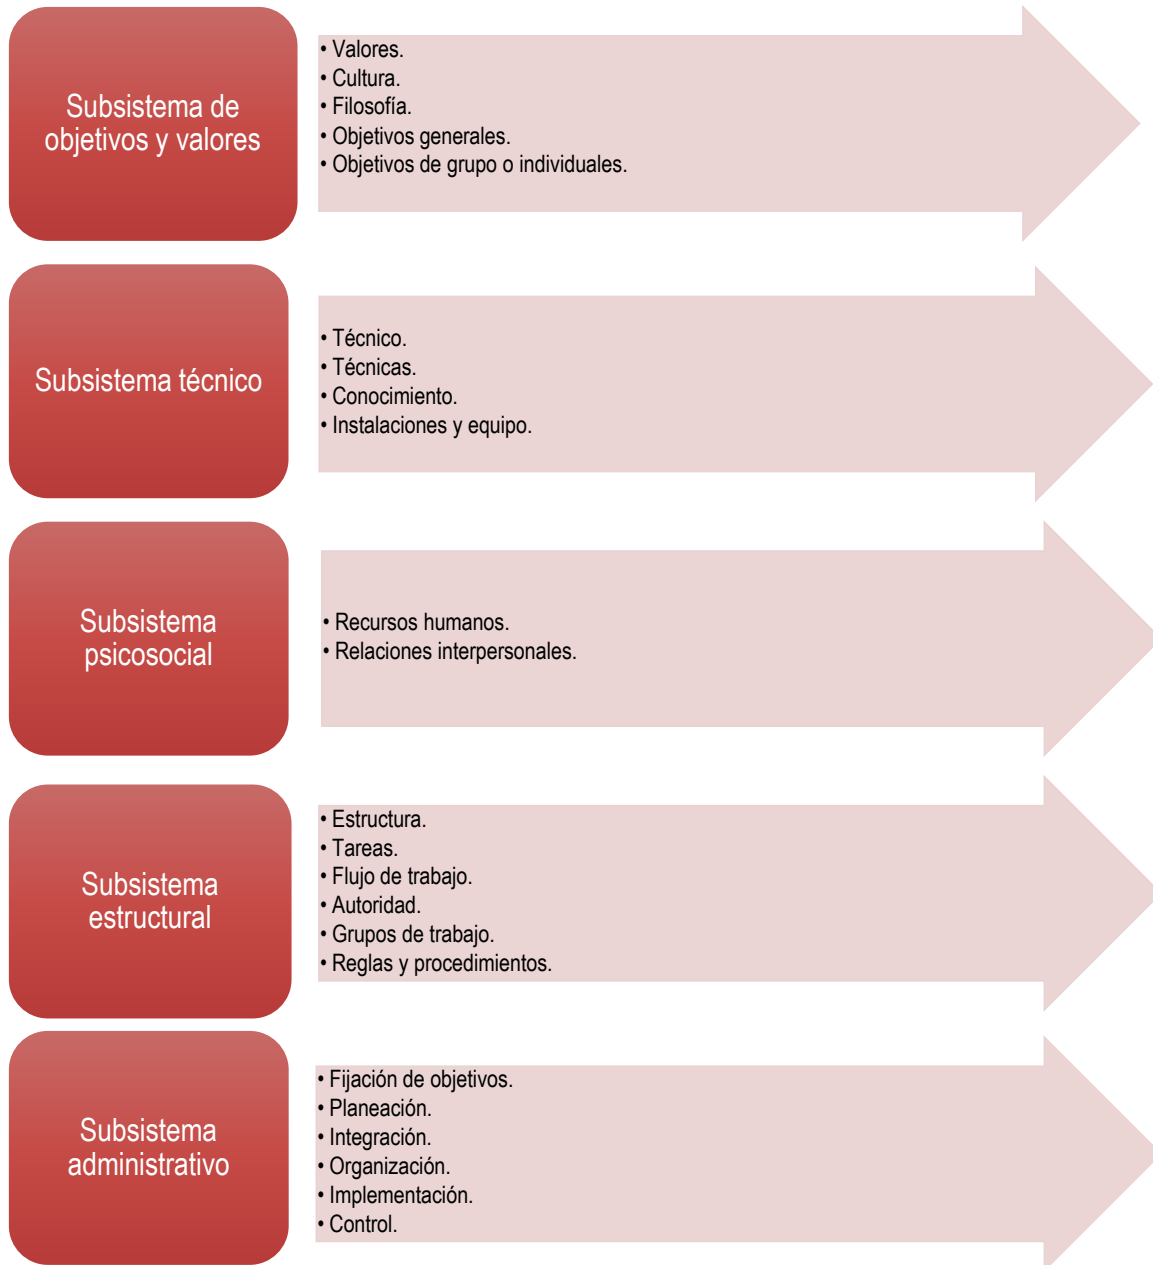 Subsistema de
objetivos y valores
• Valores.
• Cultura.
• Filosofía.
• Objetivos generales.
• Objetivos de grupo o individuales.
Subsistema técnico
• Técnico.
• Técnicas.
• Conocimiento.
• Instalaciones y equipo.
Subsistema
psicosocial
• Recursos humanos.
• Relaciones interpersonales.
Subsistema
estructural
• Estructura.
• Tareas.
• Flujo de trabajo.
• Autoridad.
• Grupos de trabajo.
• Reglas y procedimientos.
Subsistema
administrativo
• Fijación de objetivos.
• Planeación.
• Integración.
• Organización.
• Implementación.
• Control.